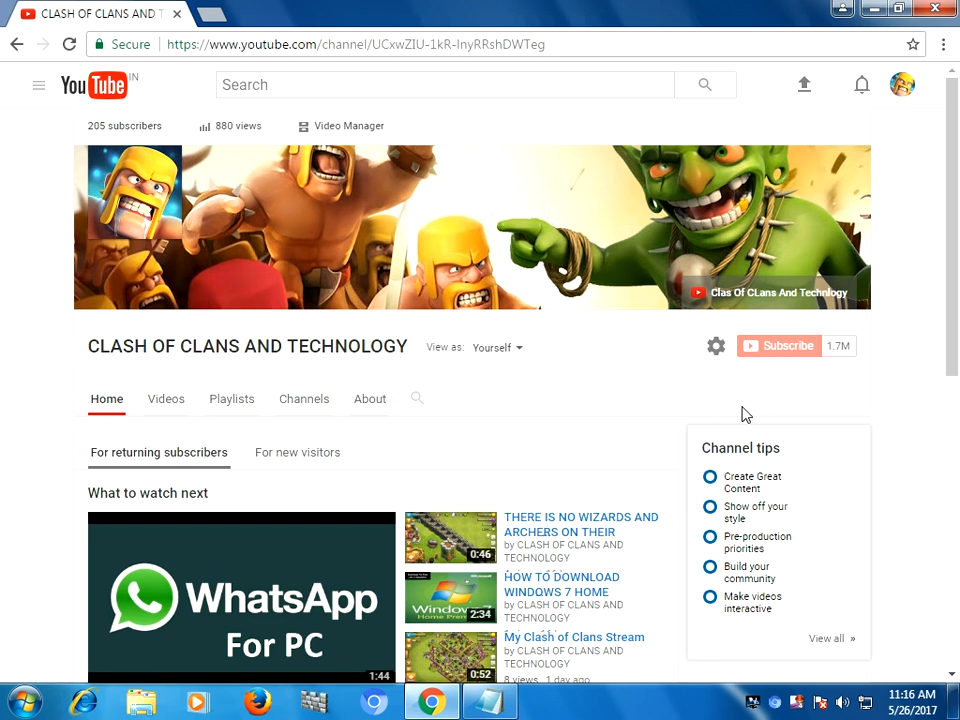 CLASH OF CLANS AND T
Secure
https://www.youtube.com/channel/UCxwZIU-1kR-InyRRshDWTeg
YouTube IN
Search
205 subscribers
880 views
Video Manager
Clas Of CLans And Technlogy
CLASH OF CLANS AND TECHNOLOGY
View as: Yourself
Subscribe 1.7M
Home
Videos
Playlists
Channels
About
For returning subscribers
For new visitors
What to watch next
WhatsApp
For PC
1:44
0:46
THERE IS NO WIZARDS AND
ARCHERS ON THEIR
by CLASH OF CLANS AND
TECHNOLOGY
Windows 7
2:34
HOW TO DOWNLOAD
WINDOWS 7 HOME
by CLASH OF CLANS AND
TECHNOLOGY
0:52
My Clash of Clans Stream
by CLASH OF CLANS AND
TECHNOLOGY
8 views 1 day ago
Channel tips
Create Great
Content
Show off your
style
Pre-production
priorities
Build your
community
Make videos
interactive
View all »
11:16 AM
5/26/2017